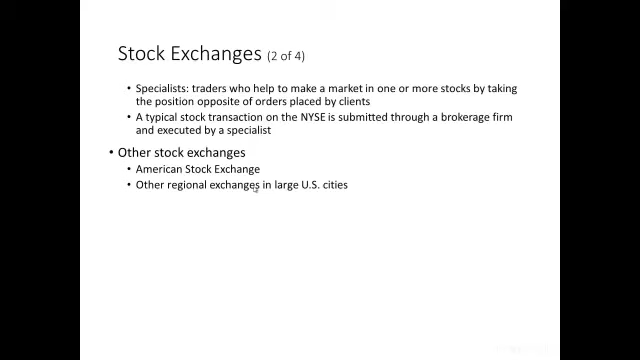 Stock Exchanges (2 of 4)
• Specialists: traders who help to make a market in one or more stocks by taking
the position opposite of orders placed by clients
• A typical stock transaction on the NYSE is submitted through a brokerage firm
and executed by a specialist
• Other stock exchanges
• American Stock Exchange
• Other regional exchanges in large U.S. cities